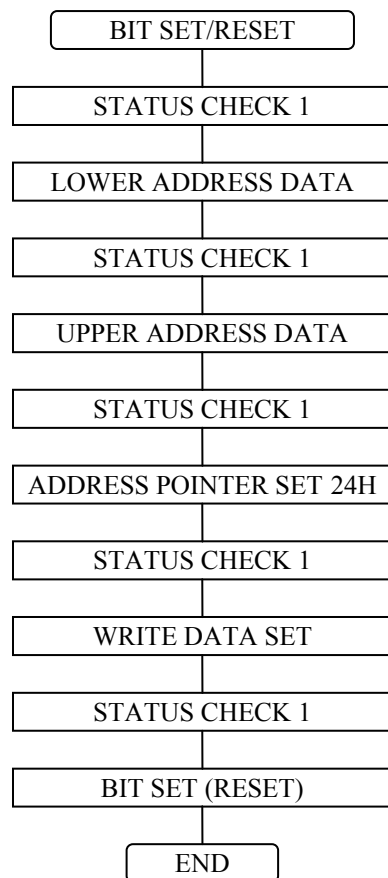 BIT SET/RESET
STATUS CHECK 1
LOWER ADDRESS DATA
STATUS CHECK 1
UPPER ADDRESS DATA
STATUS CHECK 1
ADDRESS POINTER SET 24H
STATUS CHECK 1
WRITE DATA SET
STATUS CHECK 1
BIT SET (RESET)
END